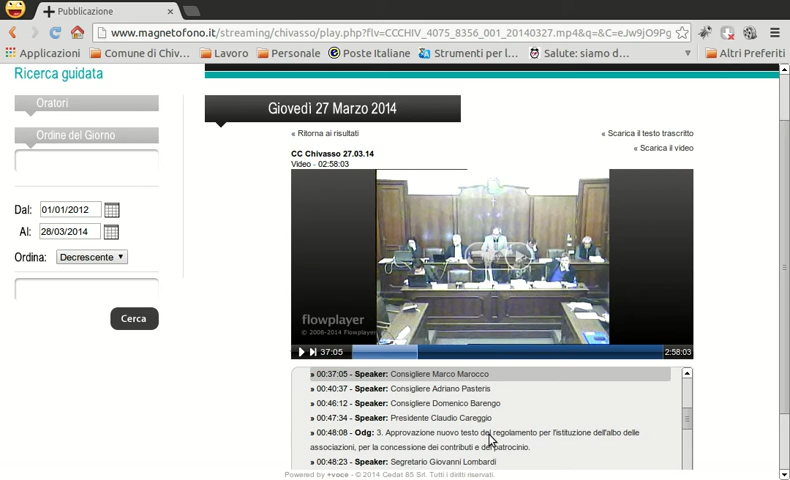 Pubblicazione
www.magnetofono.it/streaming/chivasso/play.php?flv=CCCHIV_4075_8356_001_20140327.mp4&q=&C=eJw9jO9Pg
Applicazioni Comune di Chiv... Lavoro Personale Poste Italiane Strumenti per l... Salute: siamo d... Altri Preferiti
Ricerca guidata
Oratori
Ordine del Giorno
Dal: 01/01/2012
Al: 28/03/2014
Ordina: Decrescente
Cerca
Giovedì 27 Marzo 2014
« Ritorna ai risultati
« Scarica il testo trascritto
« Scarica il video
CC Chivasso 27.03.14
Video - 02:58:03
flowplayer
© 2008-2014 Flowplayer
37:05 2:58:03
» 00:37:05 - Speaker: Consigliere Marco Marocco
» 00:40:37 - Speaker: Consigliere Adriano Pasteris
» 00:46:12 - Speaker: Consigliere Domenico Barengo
» 00:47:34 - Speaker: Presidente Claudio Careggio
» 00:48:08 - Odg: 3. Approvazione nuovo testo del regolamento per l'istituzione dell'albo delle
associazioni, per la concessione dei contributi e del patrocinio.
» 00:48:23 - Speaker: Segretario Giovanni Lombardi
Powered by +voce - © 2014 Cedat 85 Srl. Tutti i diritti riservati.